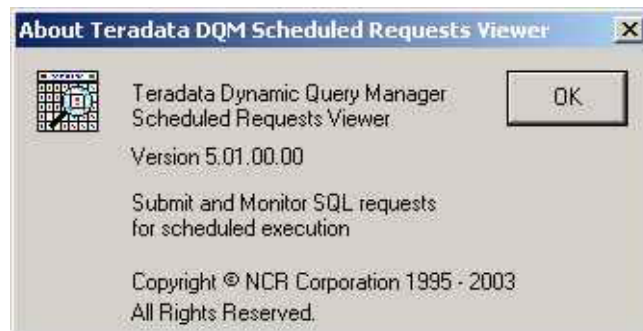 About Teradata DQM Scheduled Requests Viewer
Teradata Dynamic Query Manager
Scheduled Requests Viewer
OK
Version 5.01.00.00
Submit and Monitor SQL requests
for scheduled execution
Copyright © NCR Corporation 1995 - 2003
All Rights Reserved.